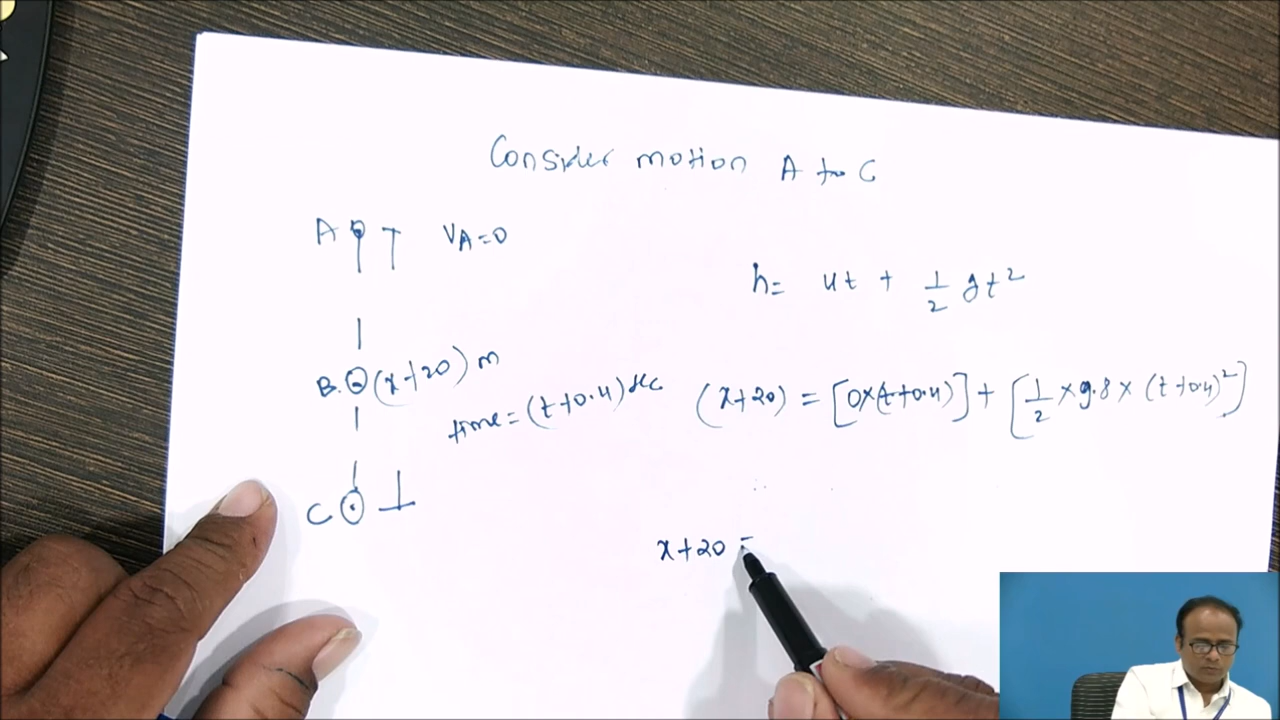 Consider motion A to C
A VA=0
h= ut + 1/2 gt²
B. (x+20) m
time = (t+0.4) sec
(x+20) = [0×(t+0.4)] + [1/2 × 9.8 × (t+0.4)²]
C
x+20 =